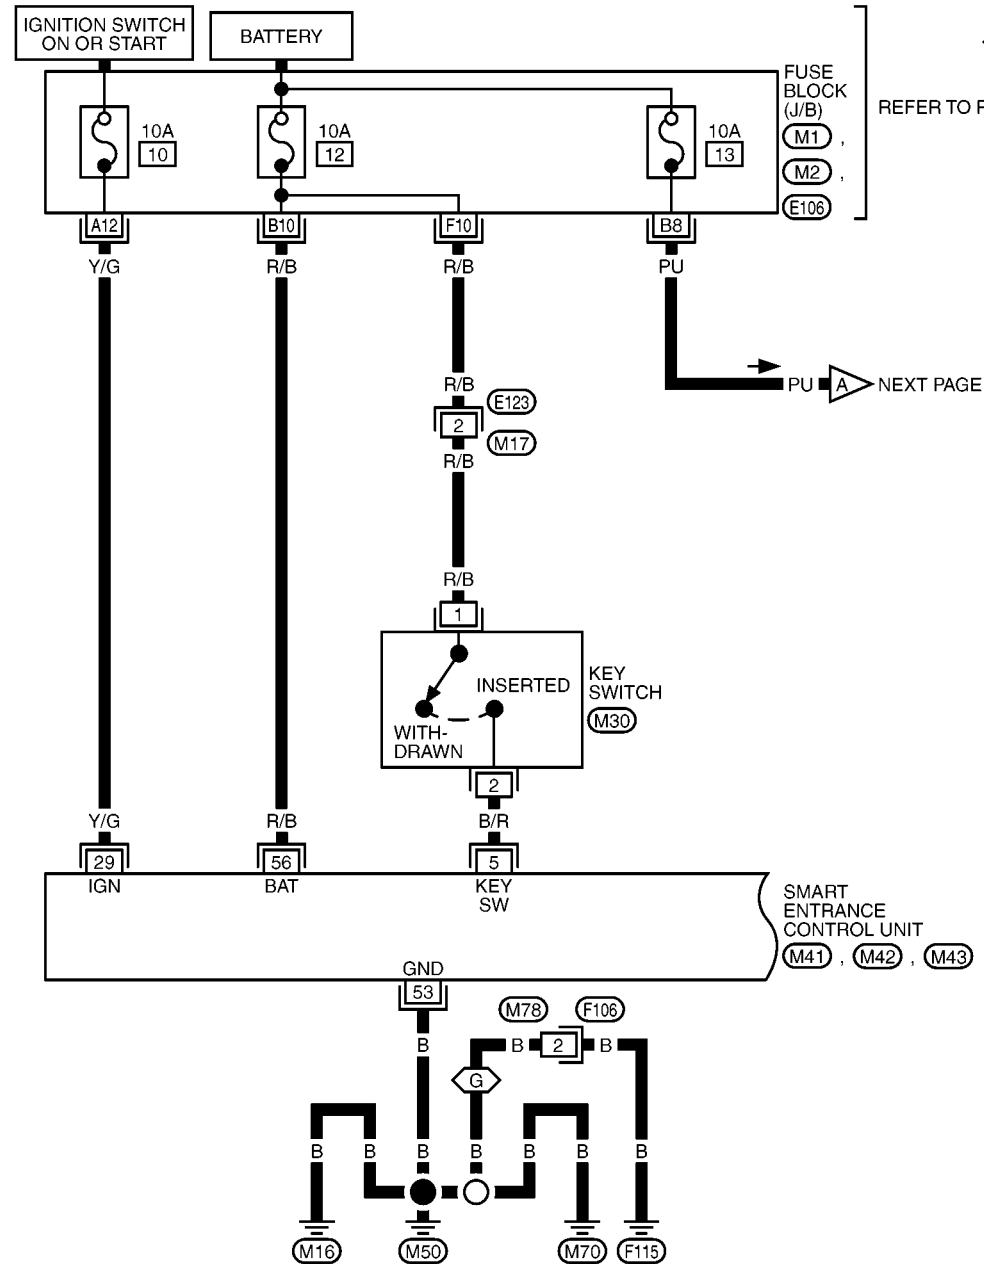 IGNITION SWITCH
ON OR START
BATTERY
FUSE
BLOCK
(J/B)
M1 ,
M2 ,
E106
REFER TO
10A
10
10A
12
10A
13
A12
B10
F10
B8
Y/G
R/B
R/B
PU
R/B
E123
2
M17
R/B
PU
A
NEXT PAGE
R/B
1
INSERTED
WITH-
DRAWN
KEY
SWITCH
M30
2
Y/G
R/B
B/R
29
56
5
IGN
BAT
KEY
SW
SMART
ENTRANCE
CONTROL UNIT
M41 , M42 , M43
GND
53
M78
F106
B
B
2
B
G
B
B
B
B
B
B
B
M16
M50
M70
F115